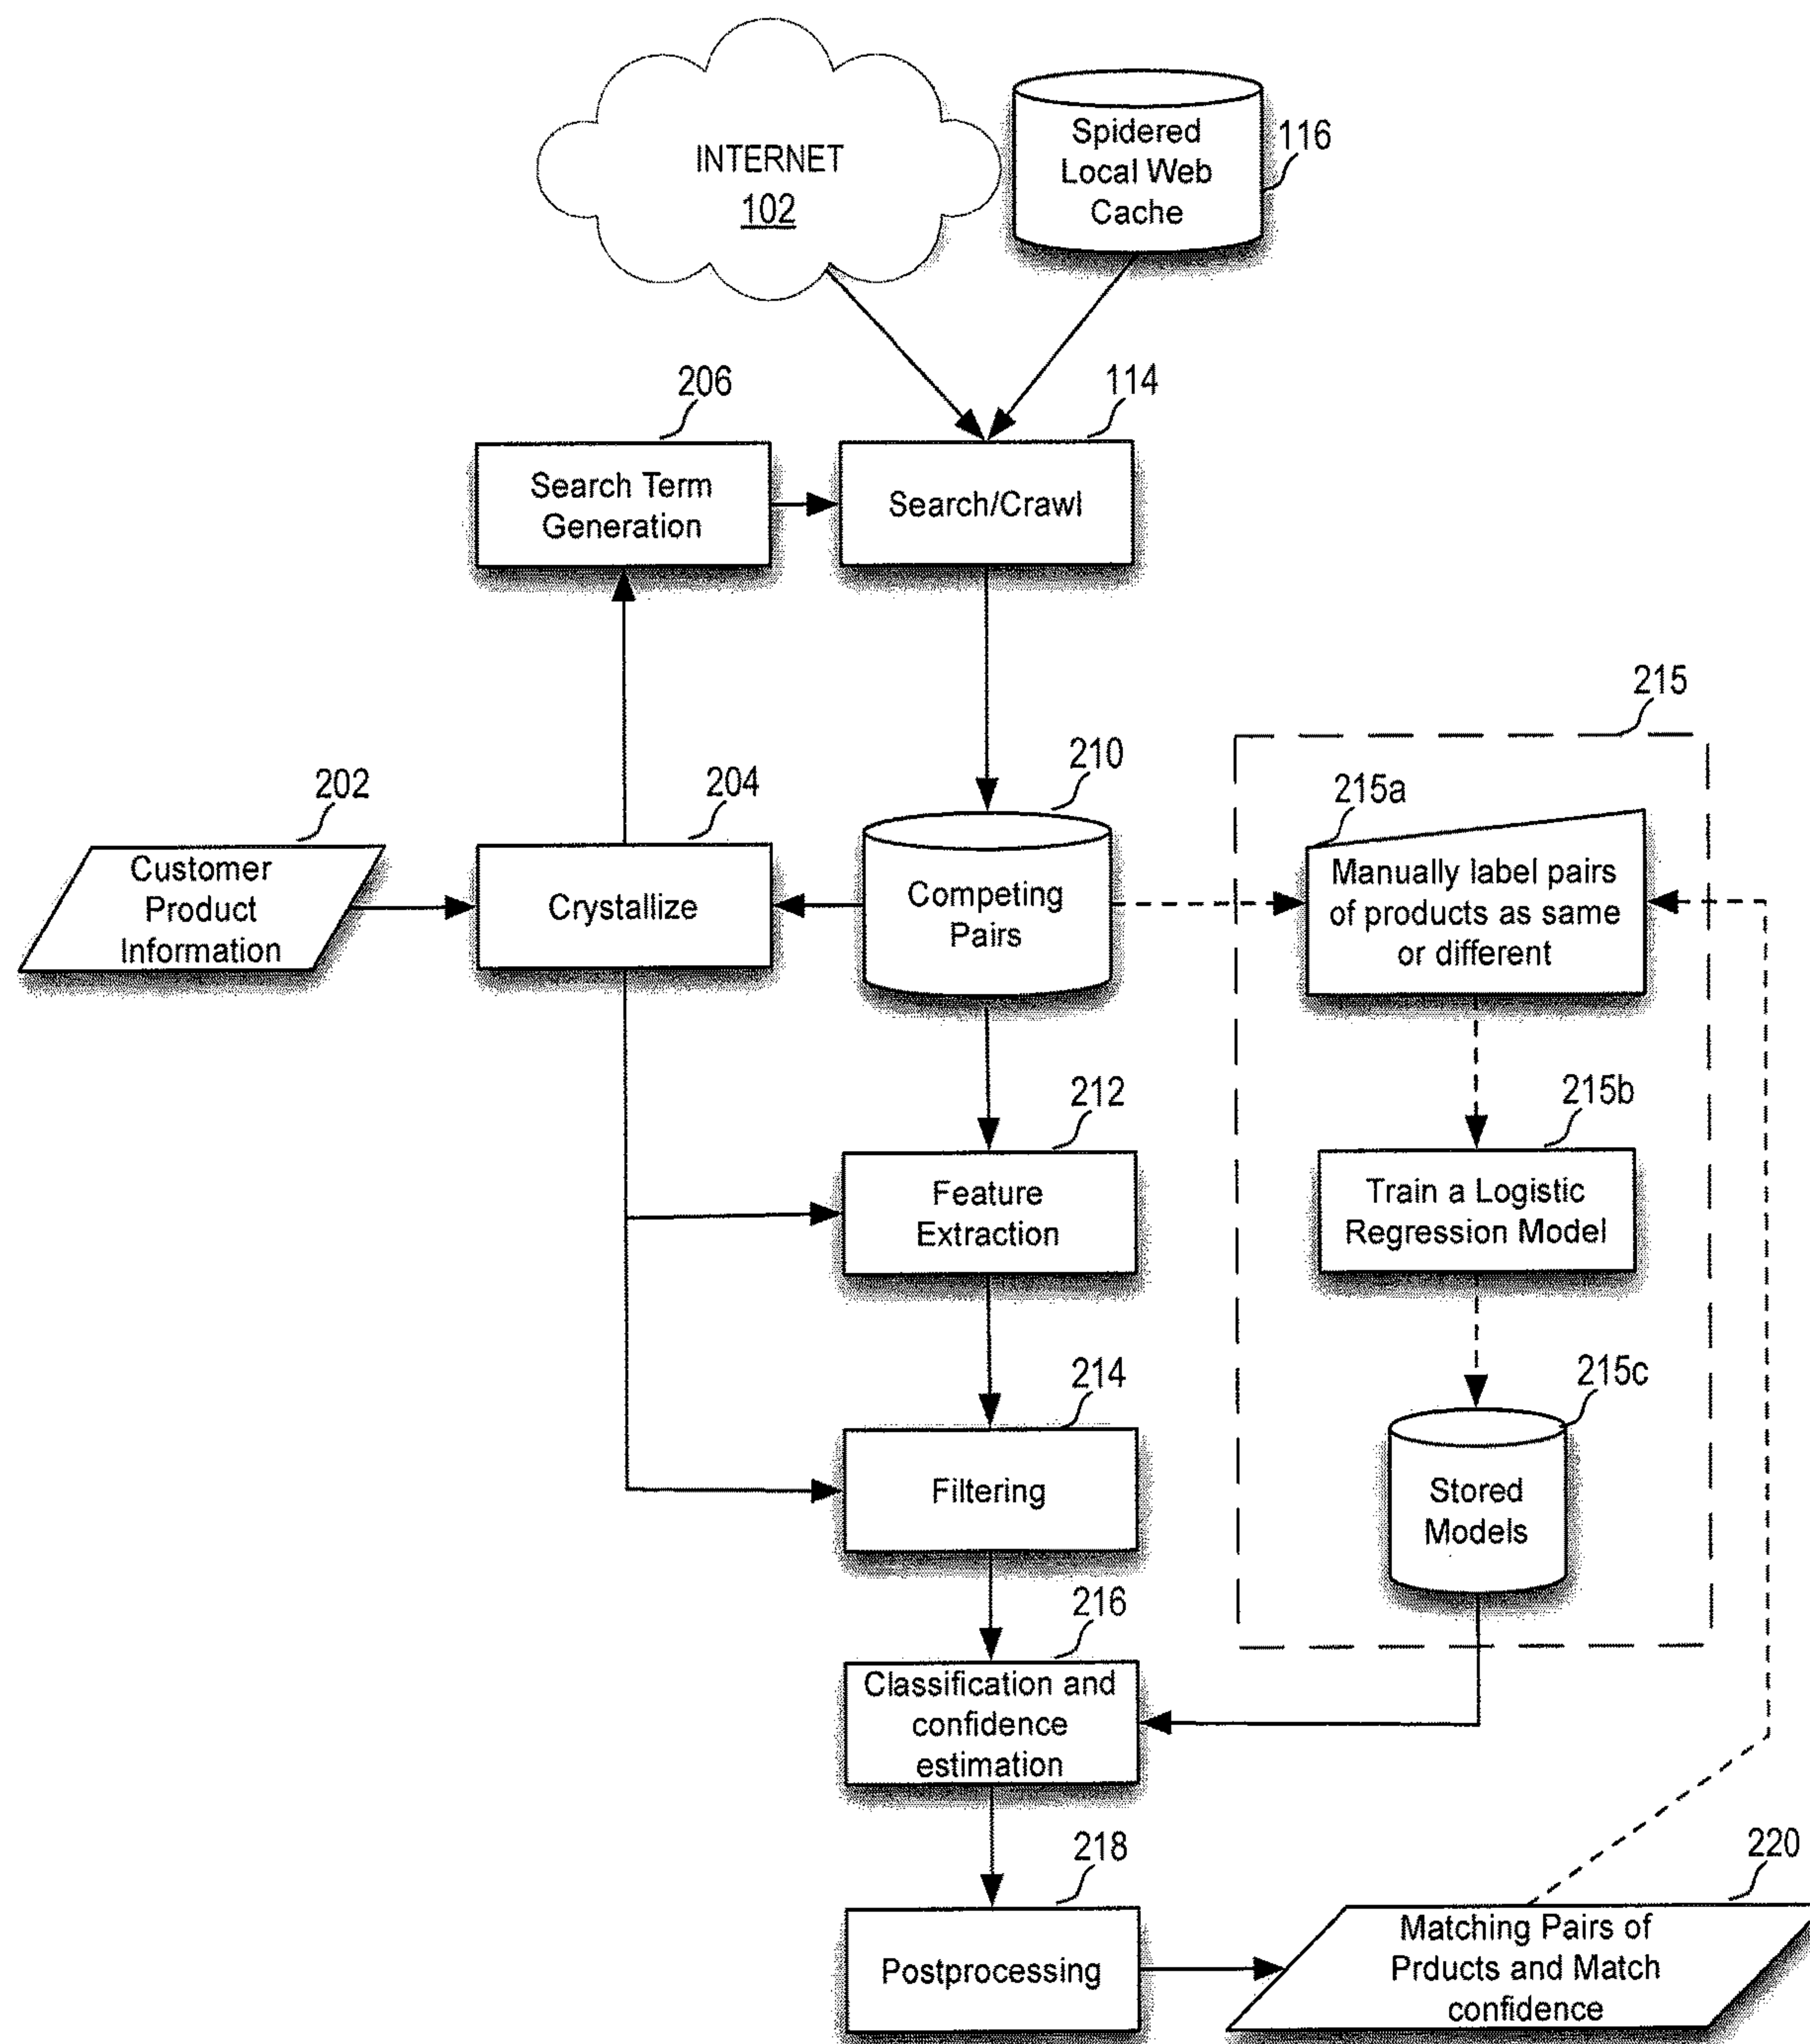 INTERNET
102
Spidered
Local Web
Cache
116
206
114
Search Term
Generation
Search/Crawl
215
202
204
210
215a
Customer
Product
Information
Crystallize
Competing
Pairs
Manually label pairs
of products as same
or different
212
215b
Feature
Extraction
Train a Logistic
Regression Model
214
215c
Filtering
Stored
Models
216
Classification and
confidence
estimation
218
220
Postprocessing
Matching Pairs of
Prducts and Match
confidence